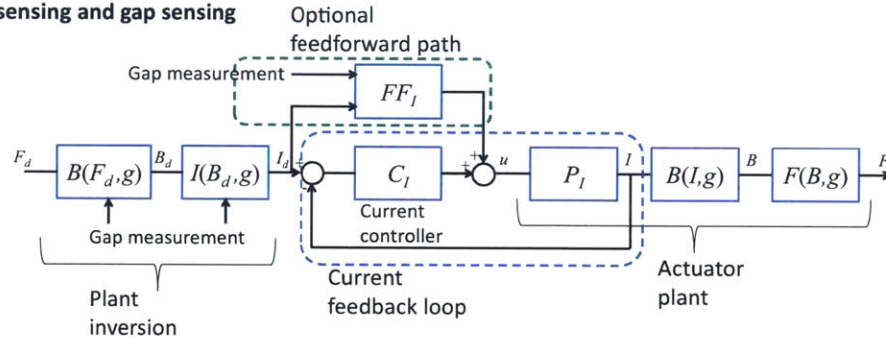 sensing and gap sensing
Optional
feedforward path
Gap measurement
FF_I
F_d
B(F_d,g)
B_d
I(B_d,g)
I_d
+
-
C_I
+
+
u
P_I
I
B(I,g)
B
F(B,g)
F
Current
controller
Gap measurement
Plant
inversion
Current
feedback loop
Actuator
plant